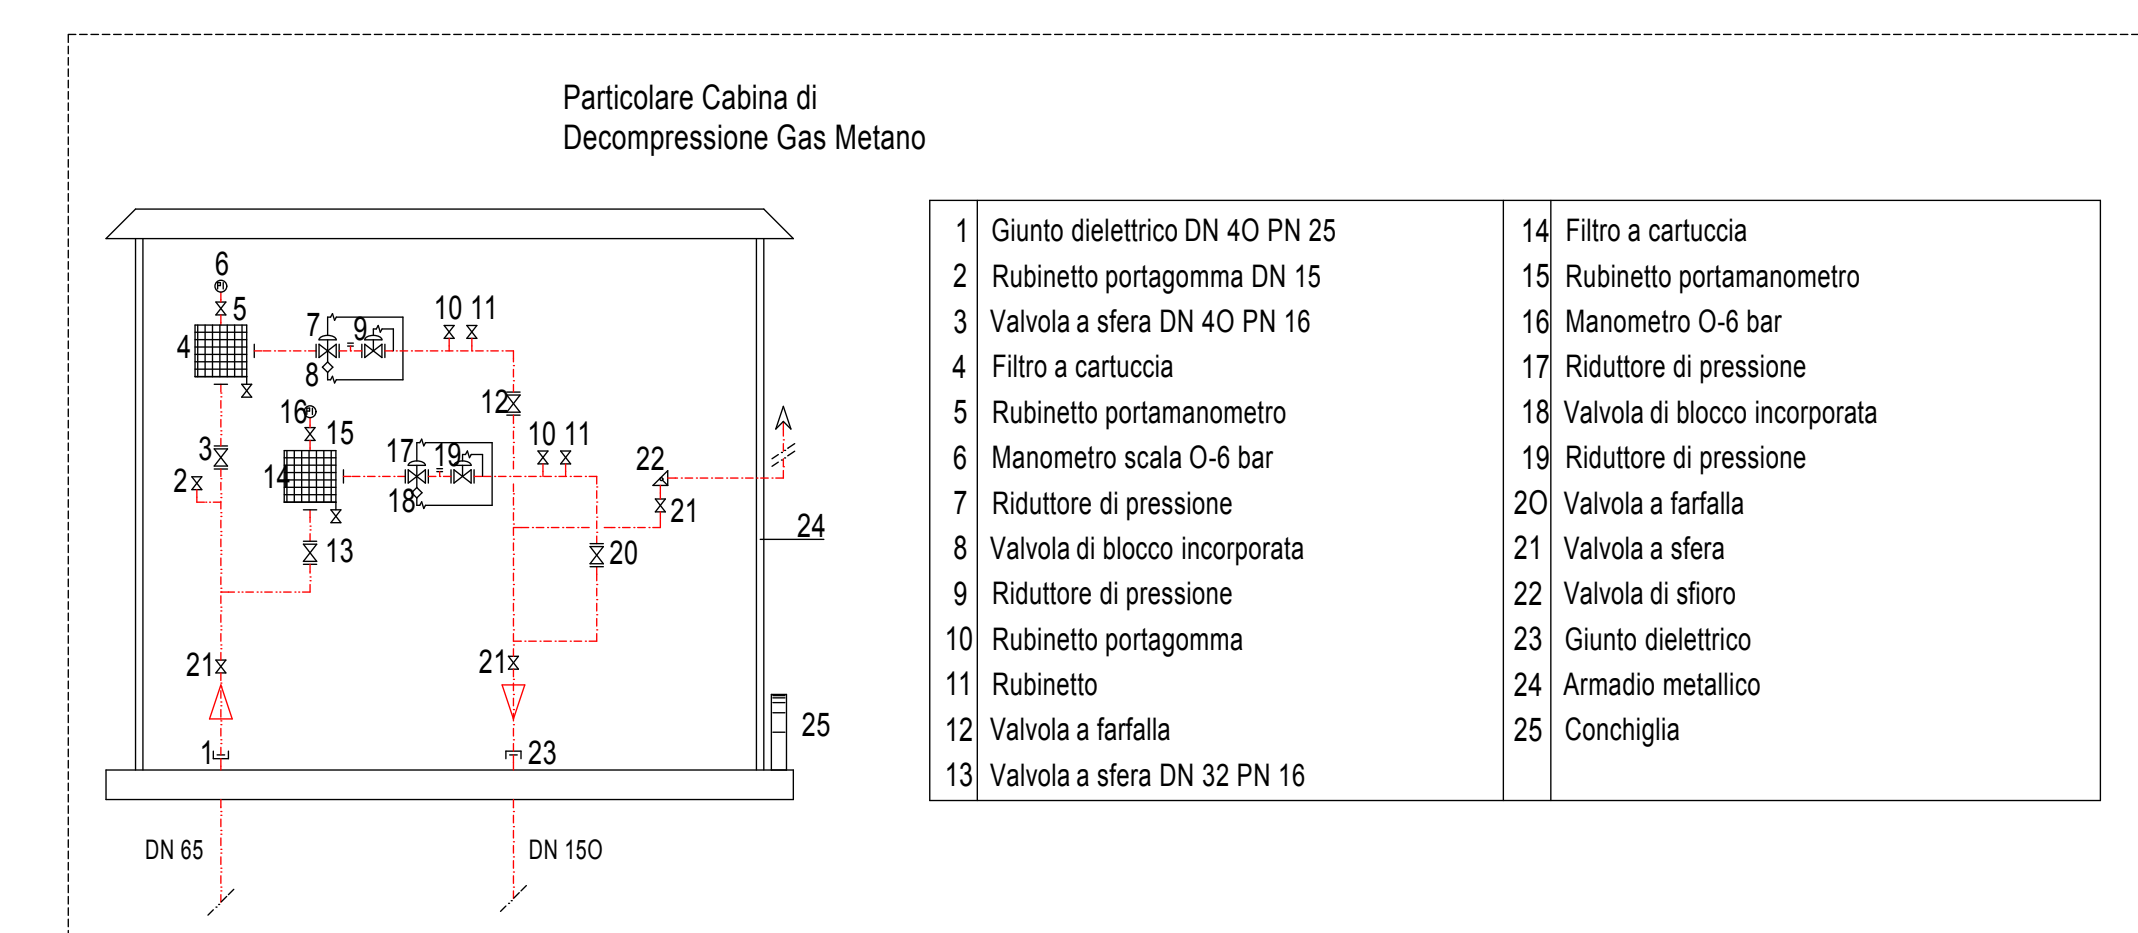 Particolare Cabina di
Decompressione Gas Metano
6
5
7
9
10 11
4
8
12
16
15
17
19
10 11
3
14
2
18
22
21
24
13
20
21
21
25
1
23
DN 65
DN 15O
1 Giunto dielettrico DN 4O PN 25
2 Rubinetto portagomma DN 15
3 Valvola a sfera DN 4O PN 16
4 Filtro a cartuccia
5 Rubinetto portamanometro
6 Manometro scala O-6 bar
7 Riduttore di pressione
8 Valvola di blocco incorporata
9 Riduttore di pressione
10 Rubinetto portagomma
11 Rubinetto
12 Valvola a farfalla
13 Valvola a sfera DN 32 PN 16
14 Filtro a cartuccia
15 Rubinetto portamanometro
16 Manometro O-6 bar
17 Riduttore di pressione
18 Valvola di blocco incorporata
19 Riduttore di pressione
2O Valvola a farfalla
21 Valvola a sfera
22 Valvola di sfioro
23 Giunto dielettrico
24 Armadio metallico
25 Conchiglia